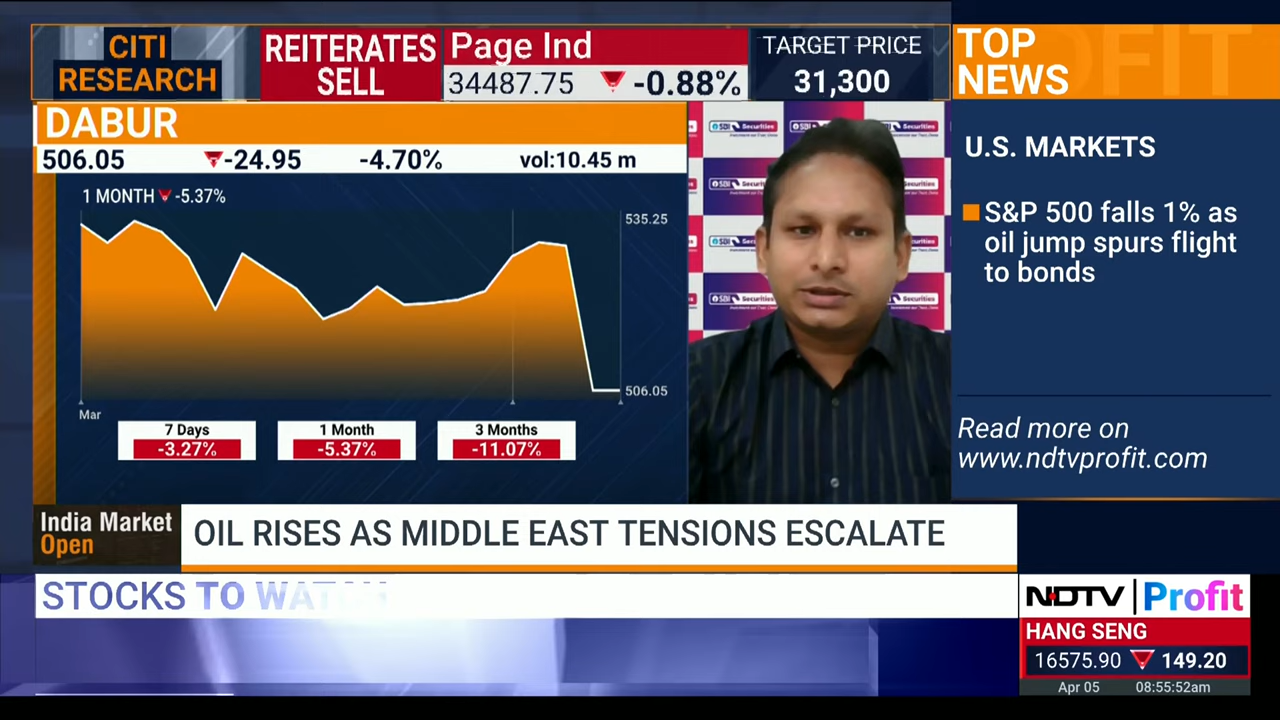 CITI
RESEARCH
REITERATES
SELL
Page Ind
34487.75 -0.88%
TARGET PRICE
31,300
TOP
NEWS
DABUR
506.05 -24.95 -4.70% vol:10.45 m
1 MONTH -5.37%
535.25
506.05
Mar
7 Days
-3.27%
1 Month
-5.37%
3 Months
-11.07%
SBI Securities
U.S. MARKETS
S&P 500 falls 1% as
oil jump spurs flight
to bonds
Read more on
www.ndtvprofit.com
India Market
Open
OIL RISES AS MIDDLE EAST TENSIONS ESCALATE
STOCKS TO WATCH
NDTV Profit
HANG SENG
16575.90 149.20
Apr 05 08:55:52am